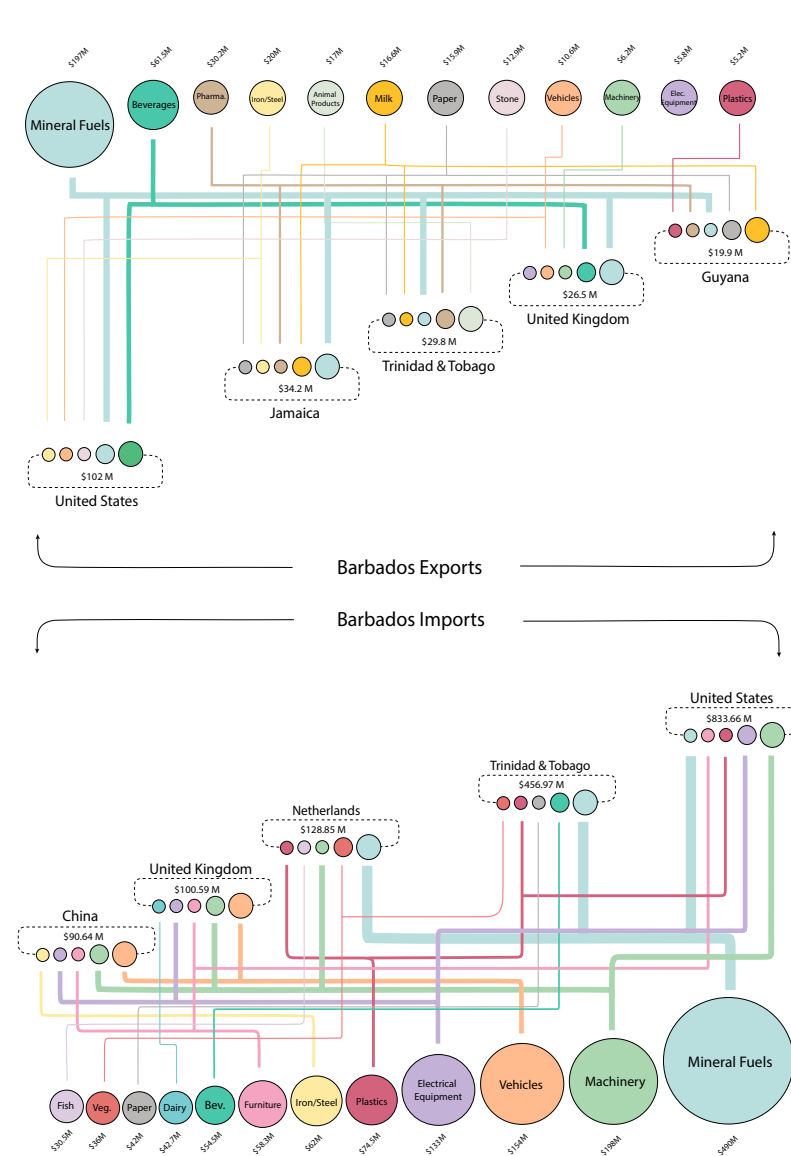 $197M
$61.5M
$30.2M
$20M
$17M
$16.6M
$15.9M
$12.9M
$10.6M
$6.2M
$5.8M
$5.2M
Mineral Fuels
Beverages
Pharma.
Iron/Steel
Animal
Products
Milk
Paper
Stone
Vehicles
Machinery
Elec.
Equipment
Plastics
$19.9 M
Guyana
$26.5 M
United Kingdom
$29.8 M
Trinidad & Tobago
$34.2 M
Jamaica
$102 M
United States
Barbados Exports
Barbados Imports
United States
$833.66 M
Trinidad & Tobago
$456.97 M
Netherlands
$128.85 M
United Kingdom
$100.59 M
China
$90.64 M
Fish
Veg.
Paper
Dairy
Bev.
Furniture
Iron/Steel
Plastics
Electrical
Equipment
Vehicles
Machinery
Mineral Fuels
$30.5M
$36M
$42M
$42.7M
$54.5M
$58.3M
$62M
$74.5M
$133M
$154M
$198M
$490M